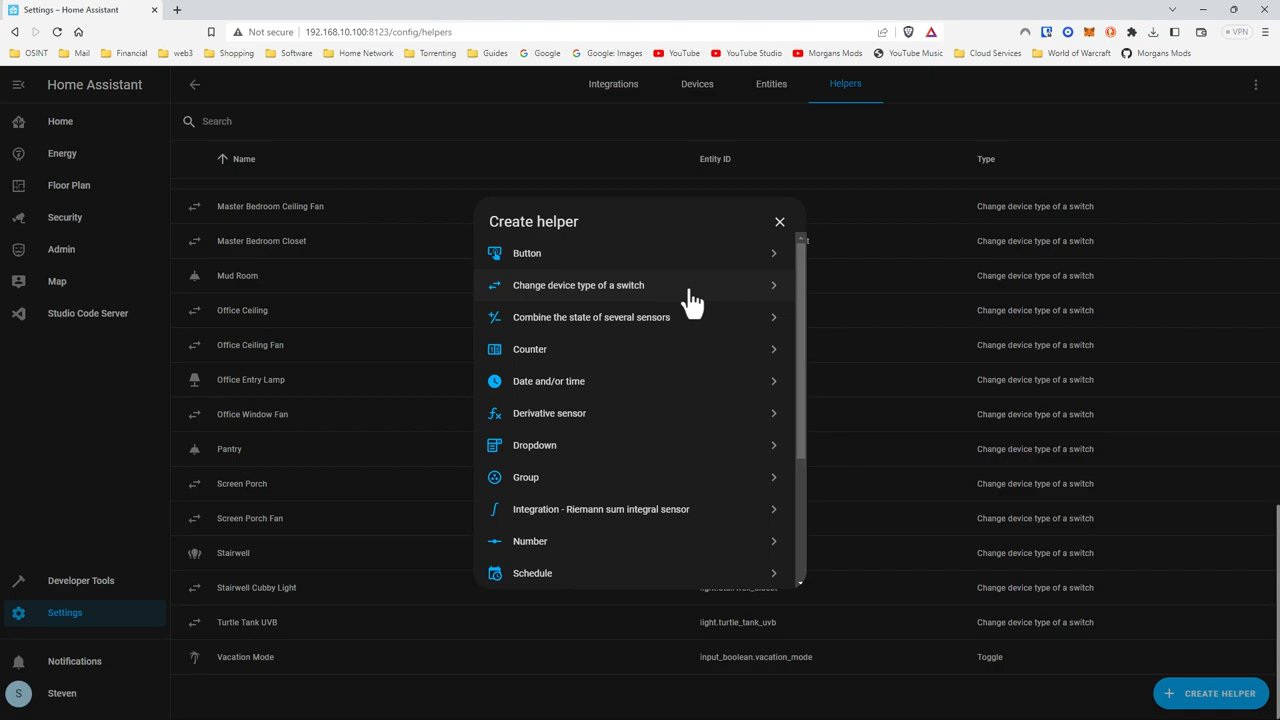 Settings – Home Assistant
Not secure
192.168.10.100:8123/config/helpers
VPN
OSINT
Mail
Financial
web3
Shopping
Software
Home Network
Torrenting
Guides
Google
Google: Images
YouTube
YouTube Studio
Morgans Mods
YouTube Music
Cloud Services
World of Warcraft
Morgans Mods
Home Assistant
Integrations
Devices
Entities
Helpers
Home
Energy
Floor Plan
Security
Admin
Map
Studio Code Server
Developer Tools
Settings
Notifications
S
Steven
Search
Name
Entity ID
Type
Master Bedroom Ceiling Fan
Change device type of a switch
Master Bedroom Closet
Change device type of a switch
Mud Room
Change device type of a switch
Office Ceiling
Change device type of a switch
Office Ceiling Fan
Change device type of a switch
Office Entry Lamp
Change device type of a switch
Office Window Fan
Change device type of a switch
Pantry
Change device type of a switch
Screen Porch
Change device type of a switch
Screen Porch Fan
Change device type of a switch
Stairwell
Change device type of a switch
Stairwell Cubby Light
light.stairwell_closet
Change device type of a switch
Turtle Tank UVB
light.turtle_tank_uvb
Change device type of a switch
Vacation Mode
input_boolean.vacation_mode
Toggle
Create helper
Button
Change device type of a switch
Combine the state of several sensors
Counter
Date and/or time
Derivative sensor
Dropdown
Group
Integration - Riemann sum integral sensor
Number
Schedule
CREATE HELPER